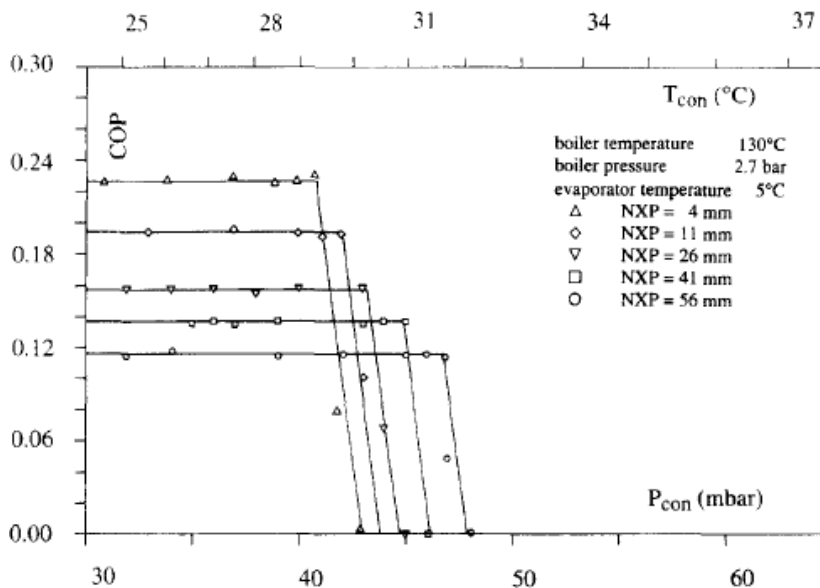 25 28 31 34 37
0.30
T_con (°C)
COP
boiler temperature 130°C
boiler pressure 2.7 bar
evaporator temperature 5°C
△ NXP = 4 mm
◇ NXP = 11 mm
▽ NXP = 26 mm
□ NXP = 41 mm
○ NXP = 56 mm
0.24
0.18
0.12
0.06
P_con (mbar)
0.00
30 40 50 60